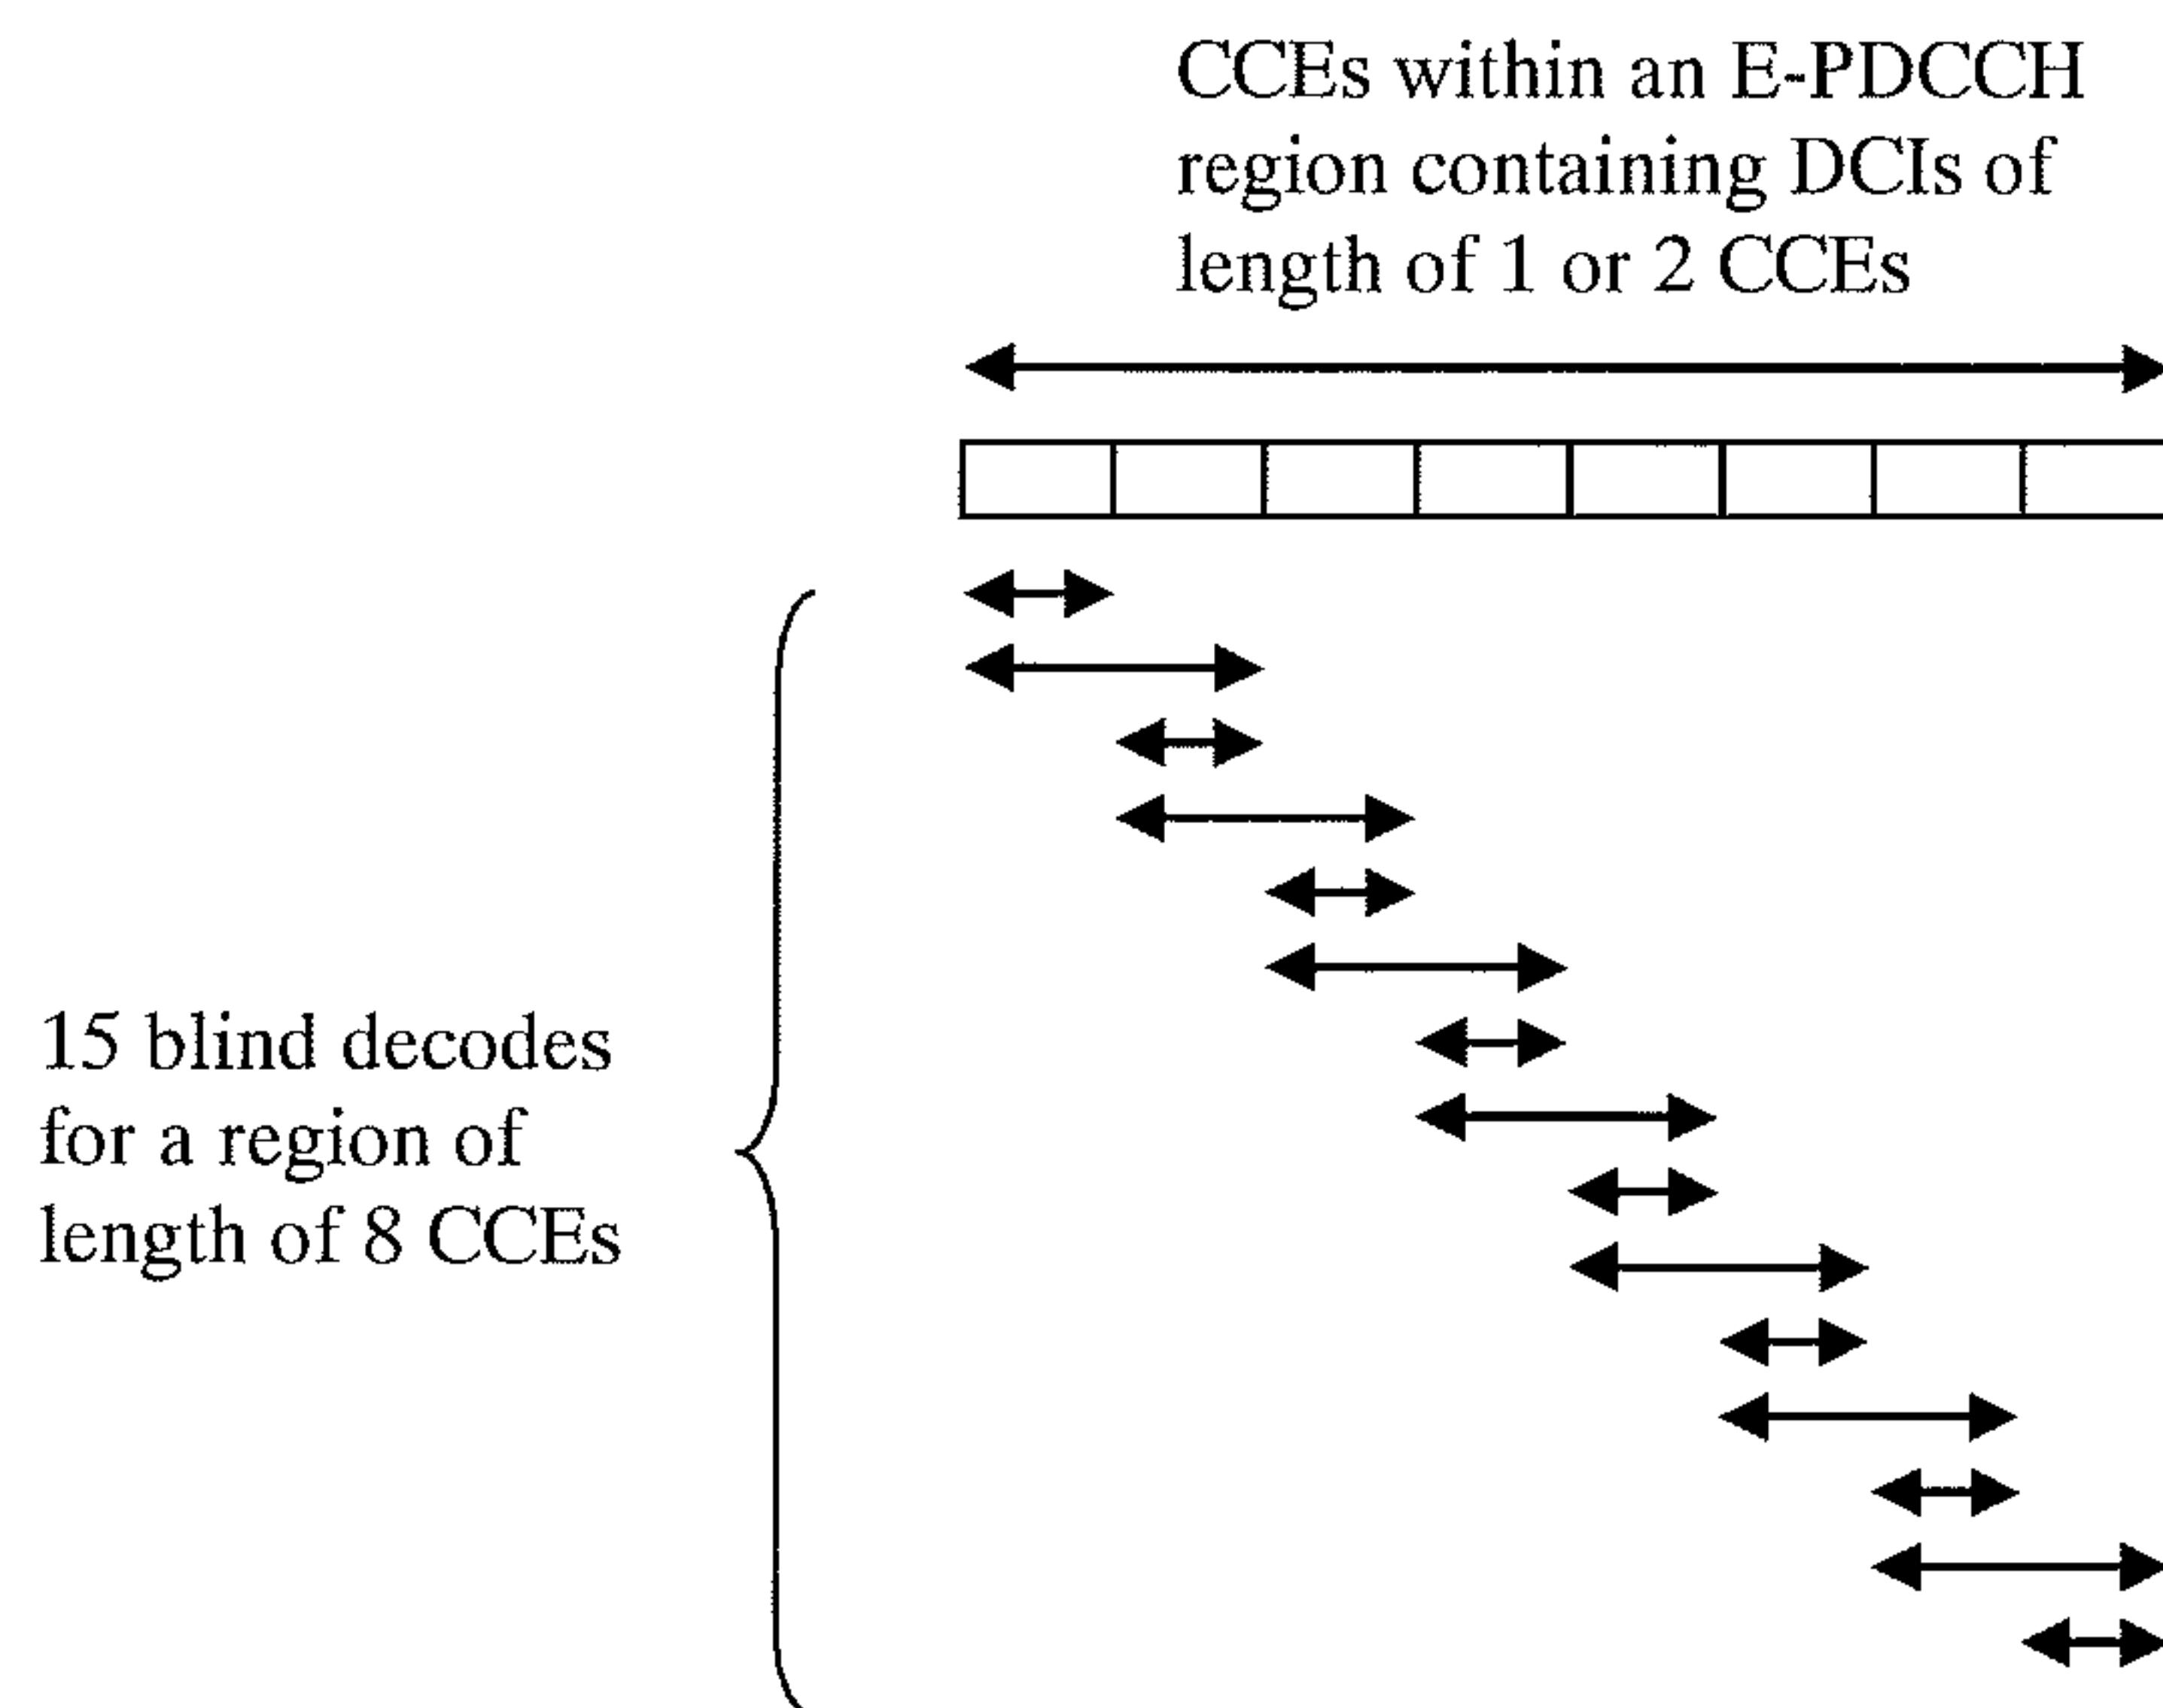 CCEs within an E-PDCCH
region containing DCIs of
length of 1 or 2 CCEs
15 blind decodes
for a region of
length of 8 CCEs